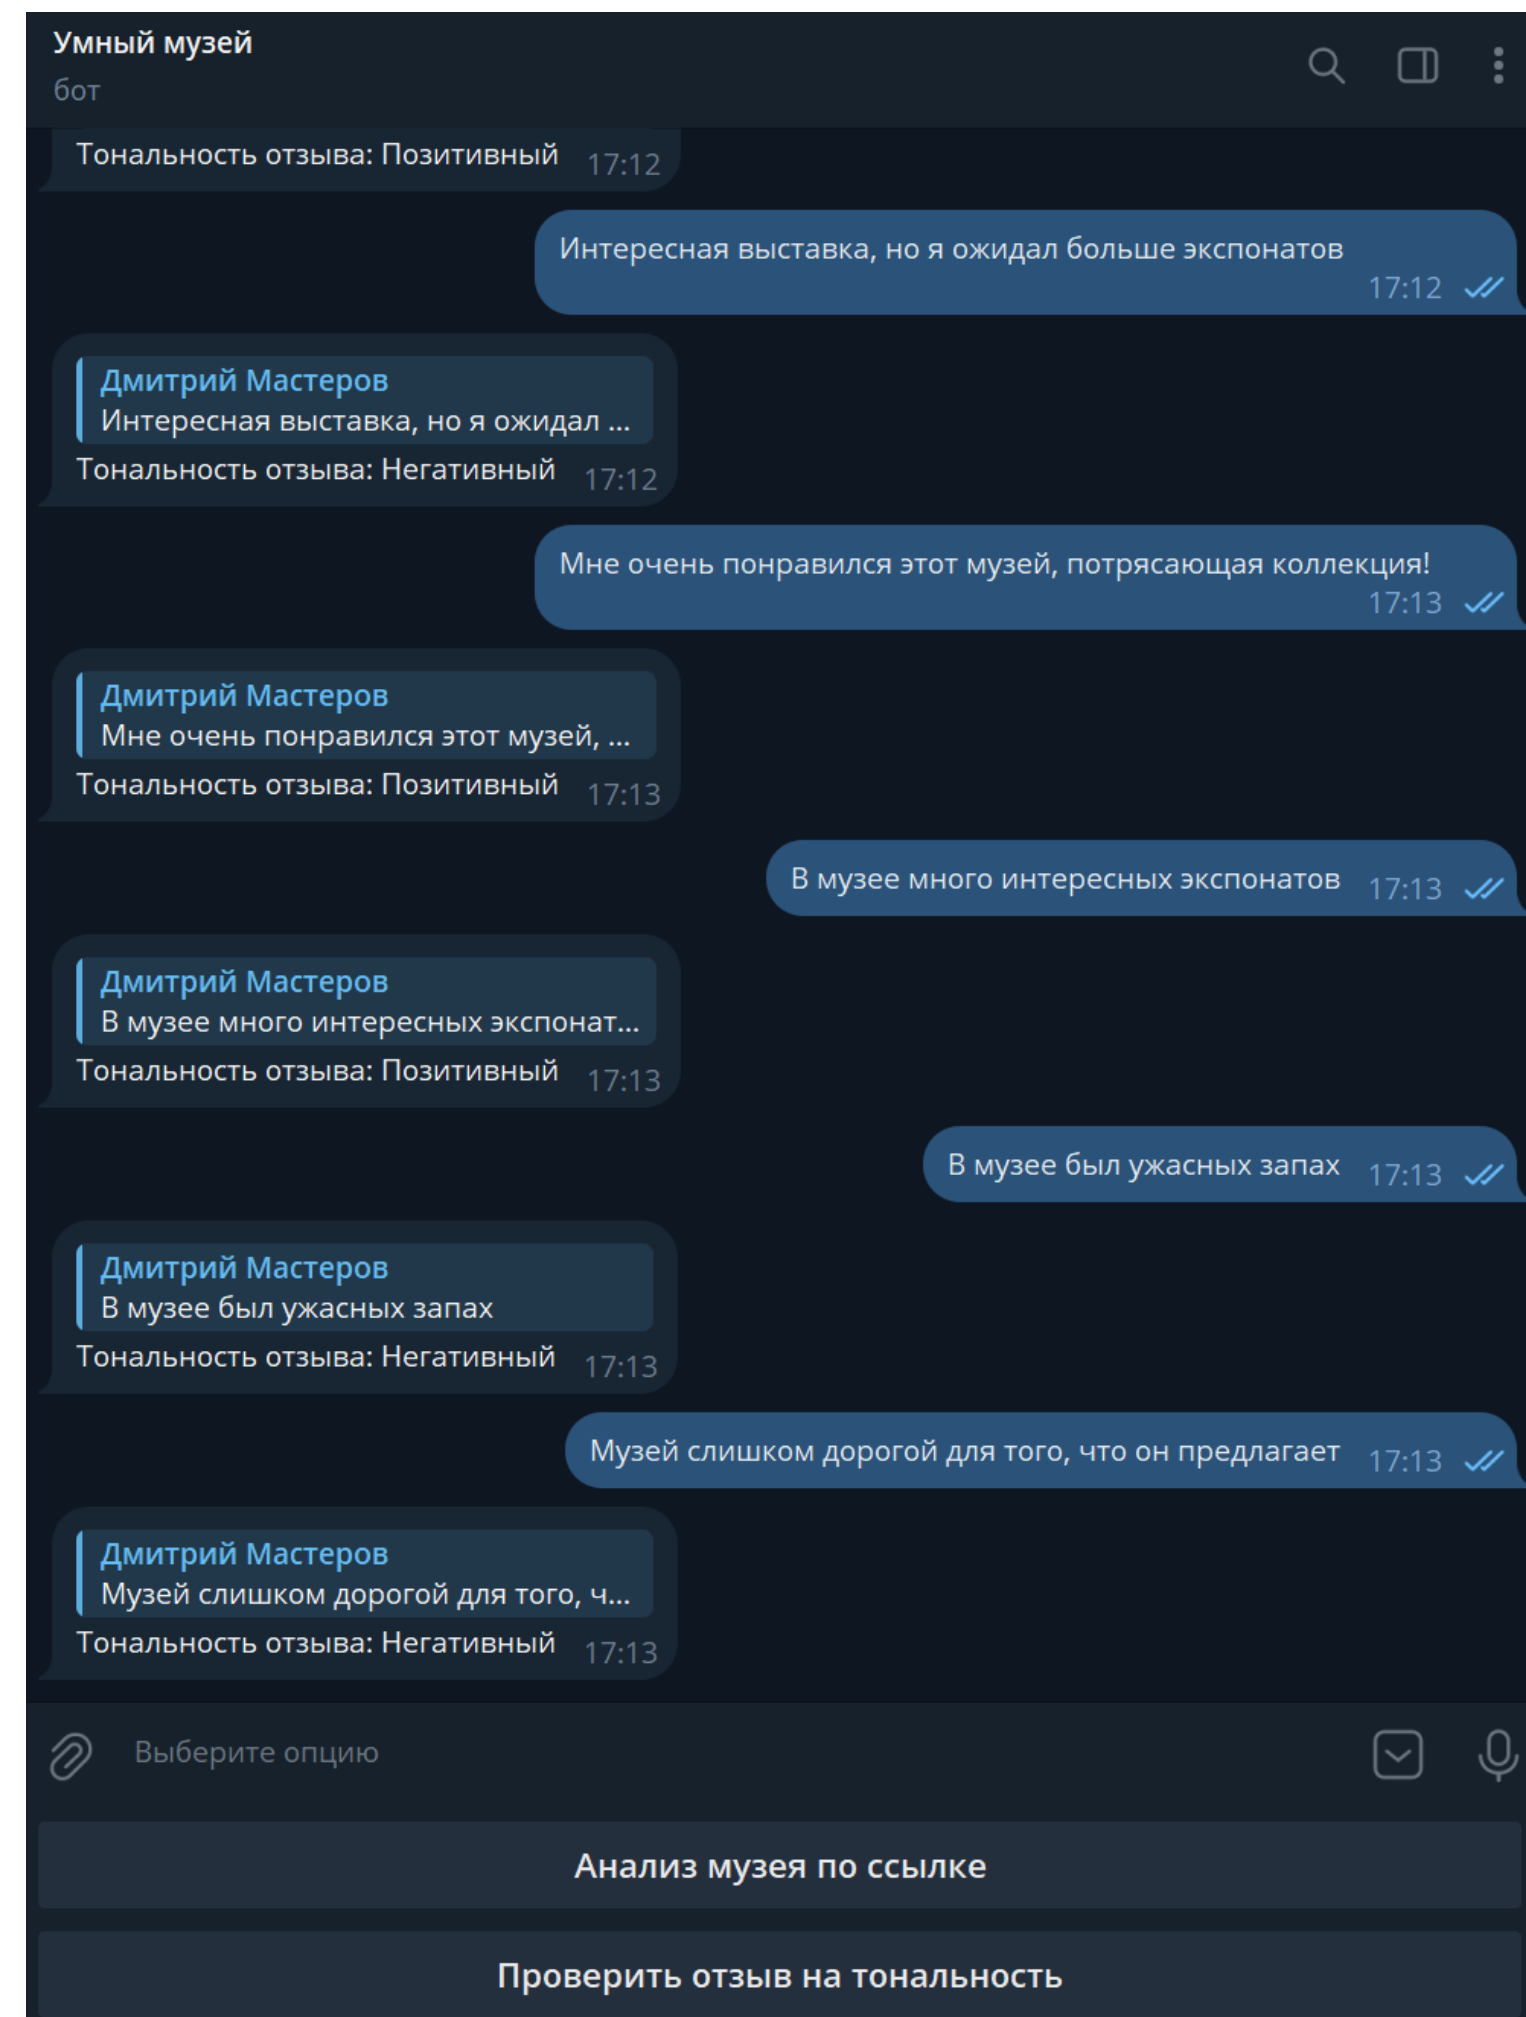 Умный музей
бот
Тональность отзыва: Позитивный 17:12
Интересная выставка, но я ожидал больше экспонатов
17:12
Дмитрий Мастеров
Интересная выставка, но я ожидал ...
Тональность отзыва: Негативный 17:12
Мне очень понравился этот музей, потрясающая коллекция!
17:13
Дмитрий Мастеров
Мне очень понравился этот музей, ...
Тональность отзыва: Позитивный 17:13
В музее много интересных экспонатов 17:13
Дмитрий Мастеров
В музее много интересных экспонат...
Тональность отзыва: Позитивный 17:13
В музее был ужасных запах 17:13
Дмитрий Мастеров
В музее был ужасных запах
Тональность отзыва: Негативный 17:13
Музей слишком дорогой для того, что он предлагает 17:13
Дмитрий Мастеров
Музей слишком дорогой для того, ч...
Тональность отзыва: Негативный 17:13
Выберите опцию
Анализ музея по ссылке
Проверить отзыв на тональность